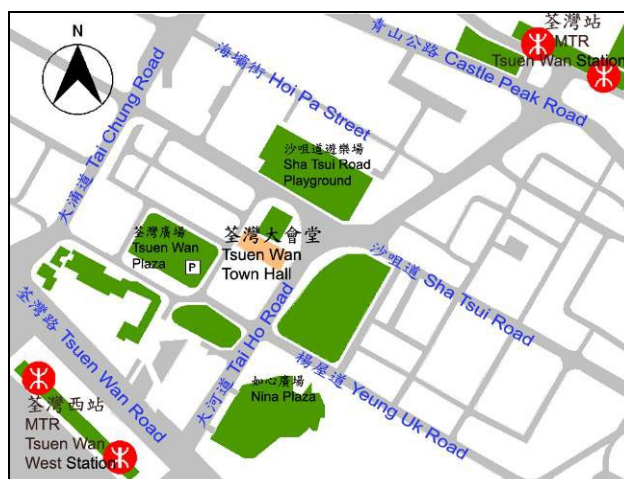 N
荃灣站
MTR
Tsuen Wan Station
青山公路 Castle Peak Road
海壩街 Hoi Pa Street
大涌道 Tai Chung Road
沙咀道遊樂場
Sha Tsui Road
Playground
荃灣廣場
Tsuen Wan
Plaza
P
荃灣大會堂
Tsuen Wan
Town Hall
沙咀道 Sha Tsui Road
荃灣路 Tsuen Wan Road
大河道 Tai Ho Road
楊屋道 Yeung Uk Road
如心廣場
Nina Plaza
荃灣西站
MTR
Tsuen Wan
West Station